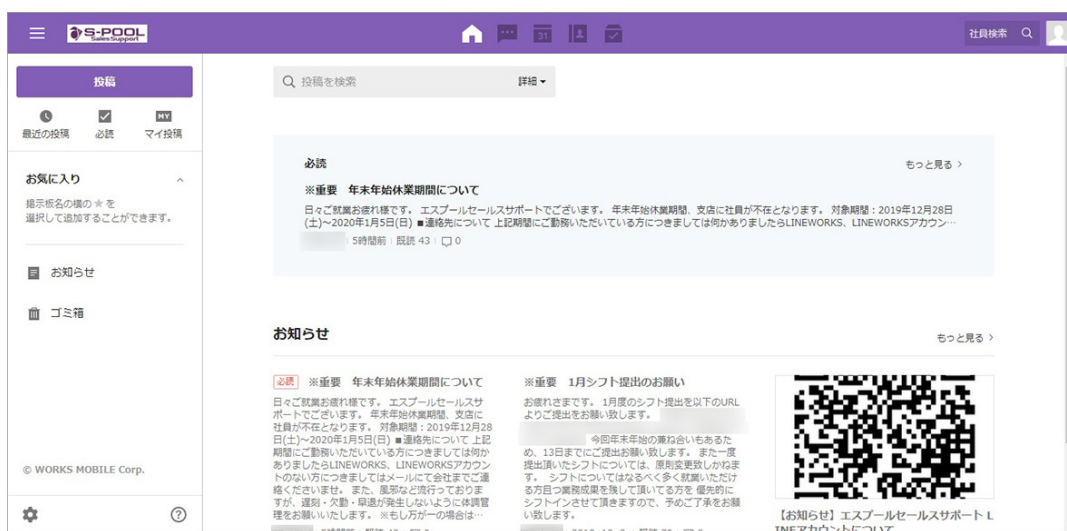 S-POOL
Sales Support
31
社員検索
投稿
投稿を検索
詳細
最近の投稿
必読
MY
マイ投稿
お気に入り
掲示板名の横の☆を
選択して追加することができます。
お知らせ
ゴミ箱
© WORKS MOBILE Corp.
必読
もっと見る
※重要 年末年始休業期間について
日々ご就業お疲れ様です。 エスプールセールスサポートでございます。 年末年始休業期間、支店に社員が不在となります。 対象期間：2019年12月28日
(土)~2020年1月5日(日) ■連絡先について 上記期間にご勤務いただいている方につきましては何かありましたらLINEWORKS、LINEWORKSアカウン…
5時間前 既読 43 0
お知らせ
もっと見る
必読 ※重要 年末年始休業期間について
日々ご就業お疲れ様です。 エスプールセールスサ
ポートでございます。 年末年始休業期間、支店に
社員が不在となります。 対象期間：2019年12月28
日(土)~2020年1月5日(日) ■連絡先について 上記
期間にご勤務いただいている方につきましては何か
ありましたらLINEWORKS、LINEWORKSアカウン
トのない方につきましてはメールにて会社までご連
絡くださいませ。 また、風邪など流行っておりま
すが、遅刻・欠勤・早退が発生しないように体調管
理をお願いいたします。 ※もし万が一の場合は…
※重要 1月シフト提出のお願い
お疲れさまです。 1月度のシフト提出を以下のURL
よりご提出をお願い致します。
今回年末年始の兼ね合いもあるた
め、13日までにご提出お願い致します。 また一度
提出頂いたシフトについては、原則変更致しかねま
す。 シフトについてはなるべく多く就業いただけ
る方且つ業務成果を残して頂いてる方を 優先的に
シフトインさせて頂きますので、予めご了承をお願
い致します。
【お知らせ】エスプールセールスサポート L
INEアカウントについて